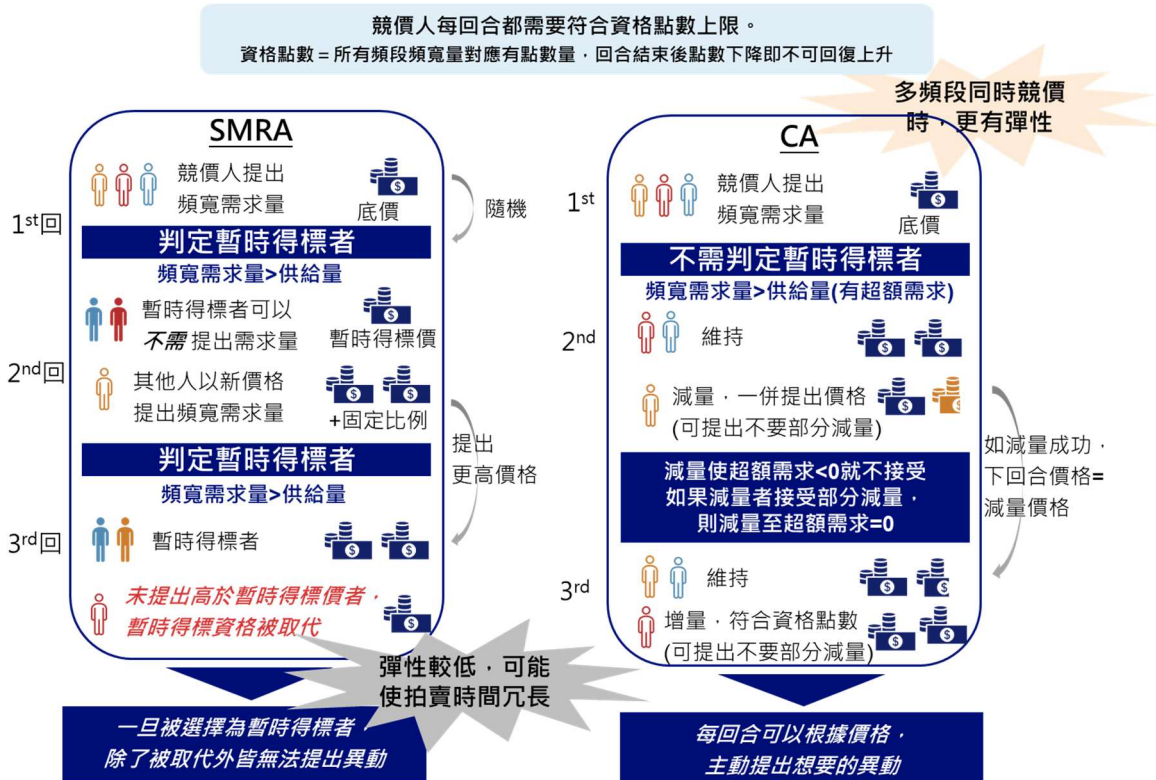 競價人每回合都需要符合資格點數上限。
資格點數 = 所有頻段頻寬量對應有點數量，回合結束後點數下降即不可回復上升
多頻段同時競價
時，更有彈性
SMRA
競價人提出
頻寬需求量
底價
隨機
1st回
判定暫時得標者
頻寬需求量>供給量
暫時得標者可以
不需 提出需求量
暫時得標價
2nd回
其他人以新價格
提出頻寬需求量
+固定比例
提出
更高價格
判定暫時得標者
頻寬需求量>供給量
3rd回
暫時得標者
未提出高於暫時得標價者，
暫時得標資格被取代
彈性較低，可能
使拍賣時間冗長
一旦被選擇為暫時得標者，
除了被取代外皆無法提出異動
CA
1st
競價人提出
頻寬需求量
底價
不需判定暫時得標者
頻寬需求量>供給量(有超額需求)
2nd
維持
減量，一併提出價格
(可提出不要部分減量)
如減量成功，
下回合價格=
減量價格
減量使超額需求<0就不接受
如果減量者接受部分減量，
則減量至超額需求=0
3rd
維持
增量，符合資格點數
(可提出不要部分減量)
每回合可以根據價格，
主動提出想要的異動